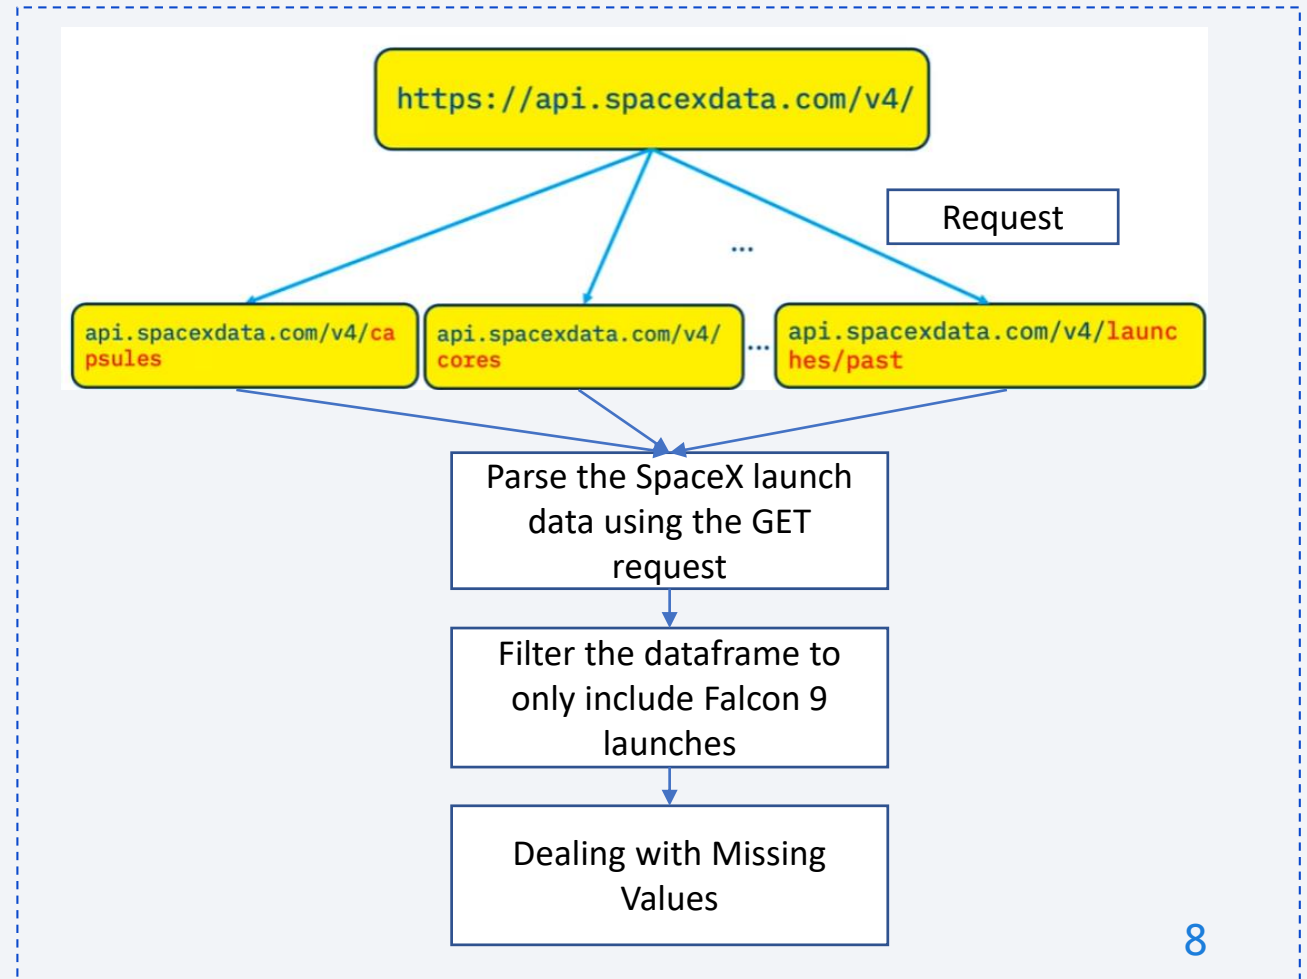 https://api.spacexdata.com/v4/
Request
...
api.spacexdata.com/v4/ca
psules
api.spacexdata.com/v4/
cores
...
api.spacexdata.com/v4/launc
hes/past
Parse the SpaceX launch
data using the GET
request
Filter the dataframe to
only include Falcon 9
launches
Dealing with Missing
Values
8